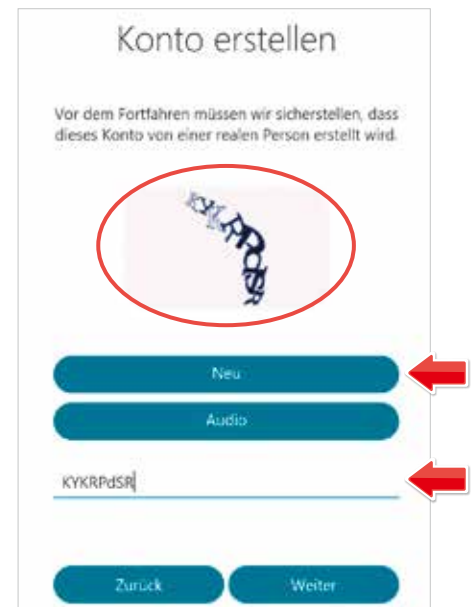 Konto erstellen
Vor dem Fortfahren müssen wir sicherstellen, dass
dieses Konto von einer realen Person erstellt wird.
Neu
Audio
KYKRPdSR
Zurück
Weiter